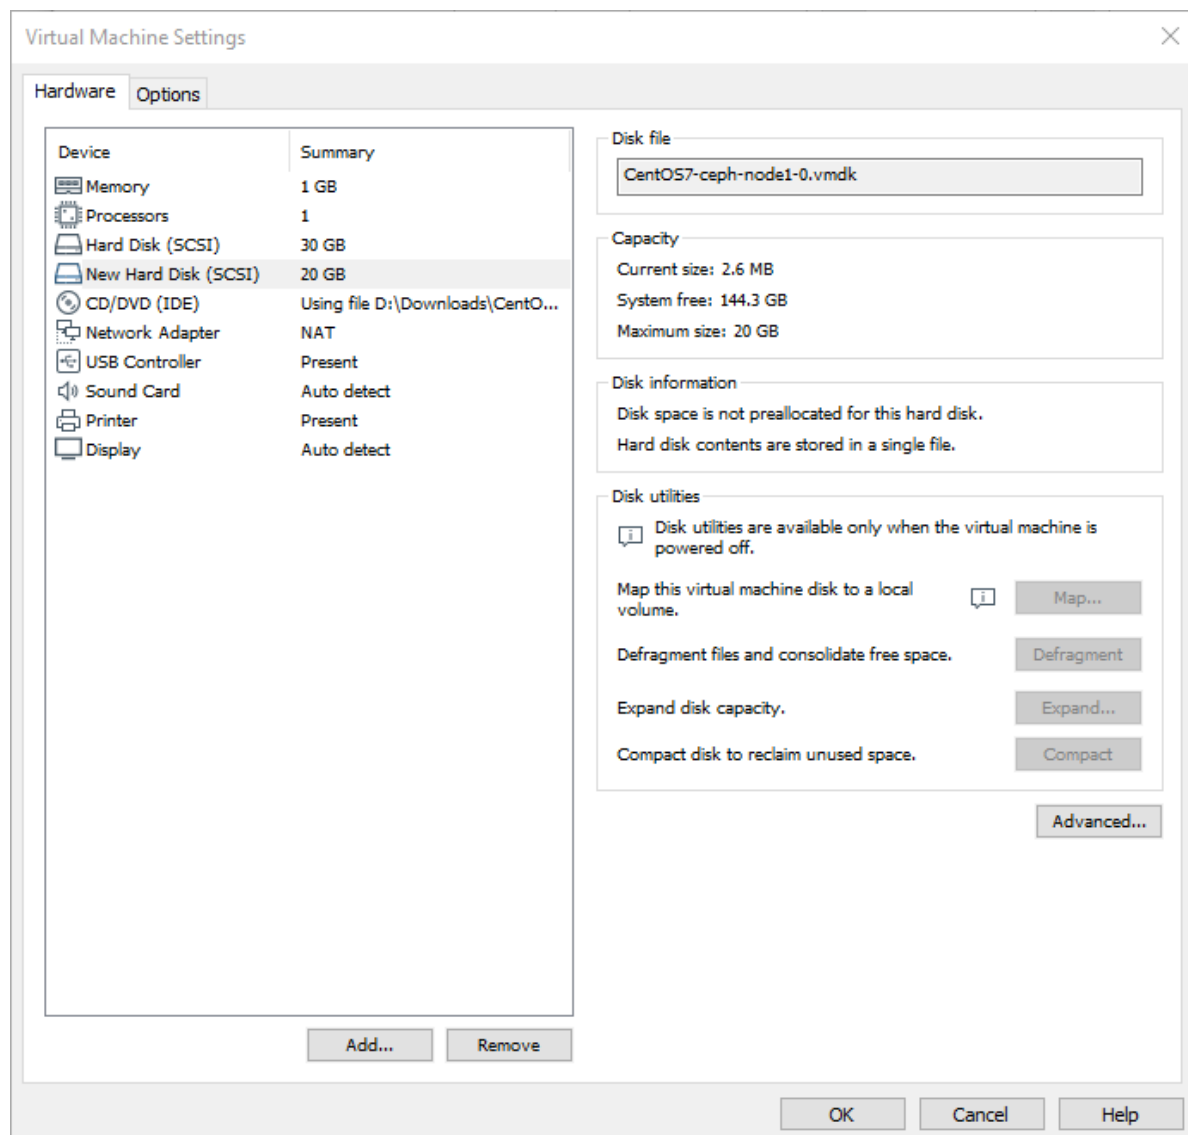 Virtual Machine Settings
Hardware
Options
Device Summary
Memory 1 GB
Processors 1
Hard Disk (SCSI) 30 GB
New Hard Disk (SCSI) 20 GB
CD/DVD (IDE) Using file D:\Downloads\CentO...
Network Adapter NAT
USB Controller Present
Sound Card Auto detect
Printer Present
Display Auto detect
Add...
Remove
Disk file
CentOS7-ceph-node1-0.vmdk
Capacity
Current size: 2.6 MB
System free: 144.3 GB
Maximum size: 20 GB
Disk information
Disk space is not preallocated for this hard disk.
Hard disk contents are stored in a single file.
Disk utilities
Disk utilities are available only when the virtual machine is
powered off.
Map this virtual machine disk to a local
volume.
Map...
Defragment files and consolidate free space.
Defragment
Expand disk capacity.
Expand...
Compact disk to reclaim unused space.
Compact
Advanced...
OK
Cancel
Help